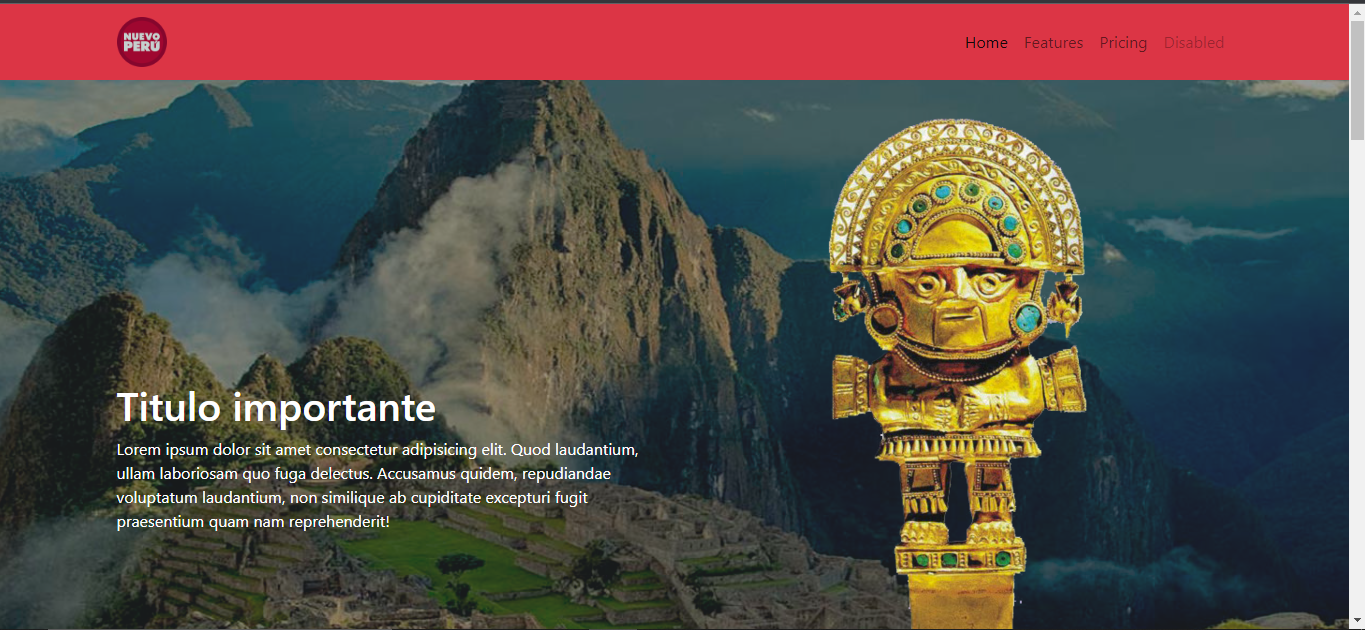 NUEVO
PERÚ
Home Features Pricing Disabled
Titulo importante
Lorem ipsum dolor sit amet consectetur adipisicing elit. Quod laudantium,
ullam laboriosam quo fuga delectus. Accusamus quidem, repudiandae
voluptatum laudantium, non similique ab cupiditate excepturi fugit
praesentium quam nam reprehenderit!